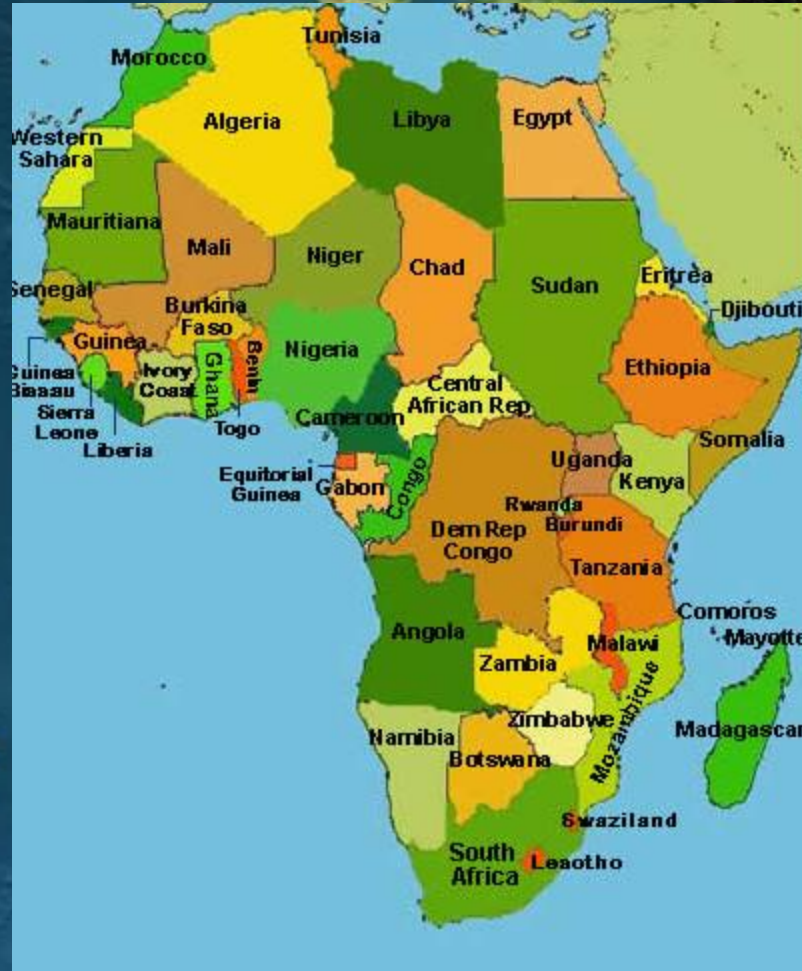 Tunisia
Morocco
Algeria
Libya
Egypt
Western
Sahara
Mauritiana
Mali
Niger
Chad
Sudan
Eritrea
Djibouti
Senegal
Burkina
Faso
Guinea
Guinea
Bissau
Sierra
Leone
Liberia
Ivory
Coast
Ghana
Togo
Benin
Nigeria
Cameroon
Central
African Rep
Ethiopia
Somalia
Equitorial
Guinea
Gabon
Congo
Uganda
Kenya
Rwanda
Burundi
Dem Rep
Congo
Tanzania
Comoros
Mayotte
Angola
Zambia
Malawi
Mozambique
Zimbabwe
Madagascar
Namibia
Botswana
Swaziland
South
Africa
Lesotho